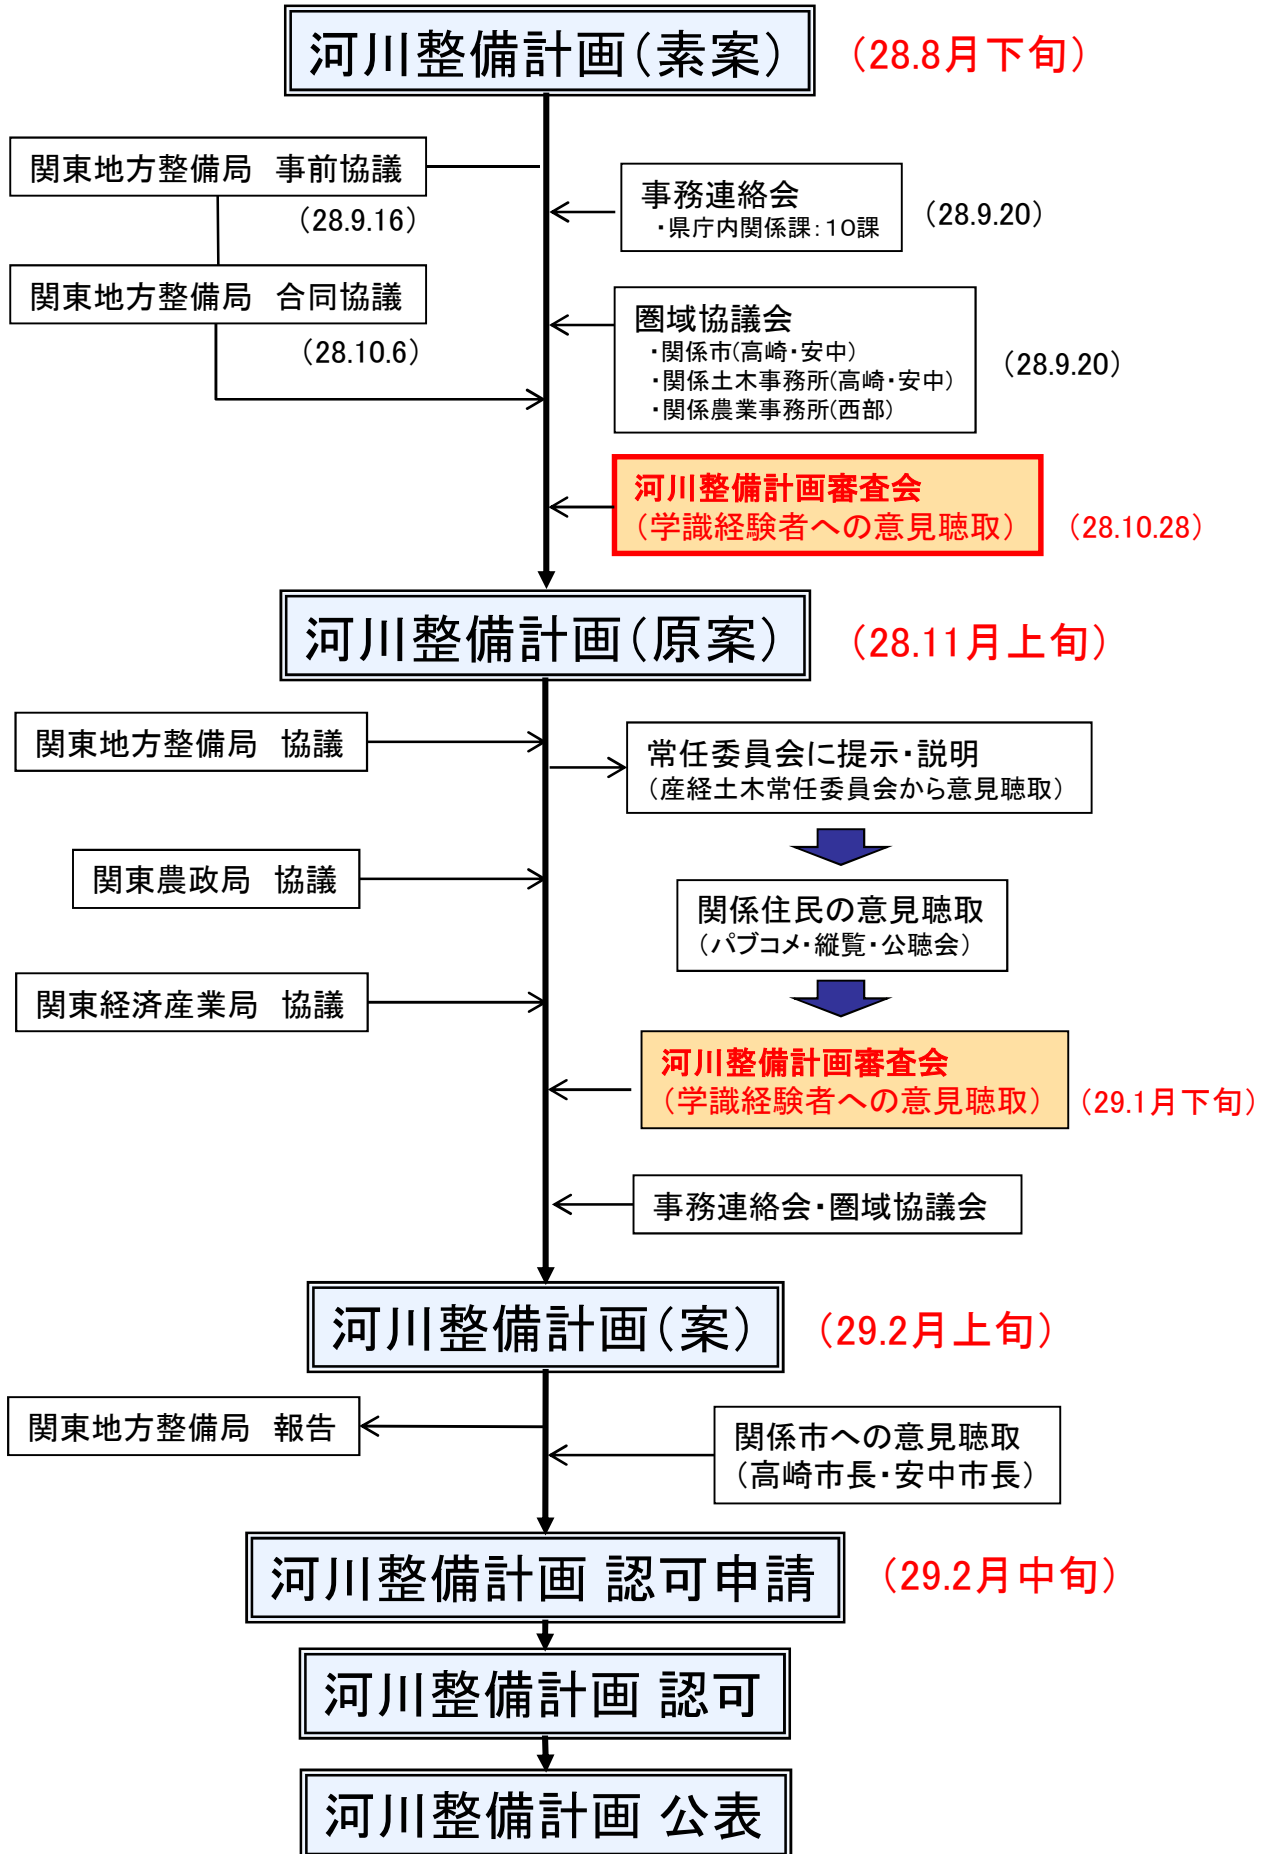 河川整備計画(素案)
(28.8月下旬)
関東地方整備局 事前協議
(28.9.16)
事務連絡会
・県庁内関係課:10課
(28.9.20)
関東地方整備局 合同協議
(28.10.6)
圏域協議会
・関係市(高崎・安中)
・関係土木事務所(高崎・安中)
・関係農業事務所(西部)
(28.9.20)
河川整備計画審査会
(学識経験者への意見聴取)
(28.10.28)
河川整備計画(原案)
(28.11月上旬)
関東地方整備局 協議
常任委員会に提示・説明
(産経土木常任委員会から意見聴取)
関東農政局 協議
関係住民の意見聴取
(パブコメ・縦覧・公聴会)
関東経済産業局 協議
河川整備計画審査会
(学識経験者への意見聴取)
(29.1月下旬)
事務連絡会・圏域協議会
河川整備計画(案)
(29.2月上旬)
関東地方整備局 報告
関係市への意見聴取
(高崎市長・安中市長)
河川整備計画 認可申請
(29.2月中旬)
河川整備計画 認可
河川整備計画 公表